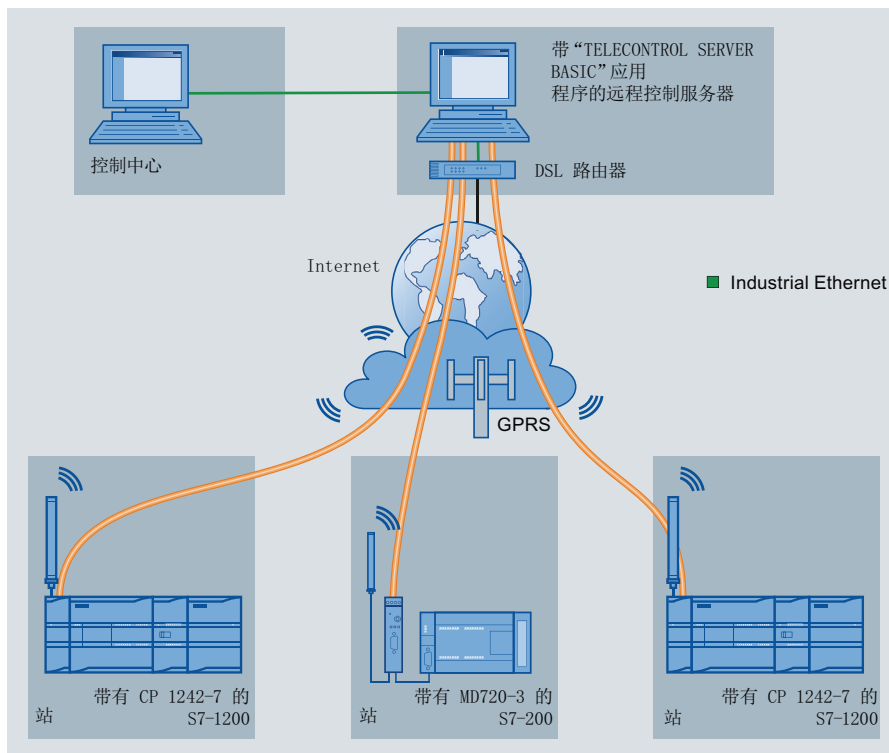 带“TELECONTROL SERVER
BASIC”应用
程序的远程控制服务器
控制中心
DSL 路由器
Internet
Industrial Ethernet
GPRS
站
带有 CP 1242-7 的
S7-1200
站
带有 MD720-3 的
S7-200
站
带有 CP 1242-7 的
S7-1200